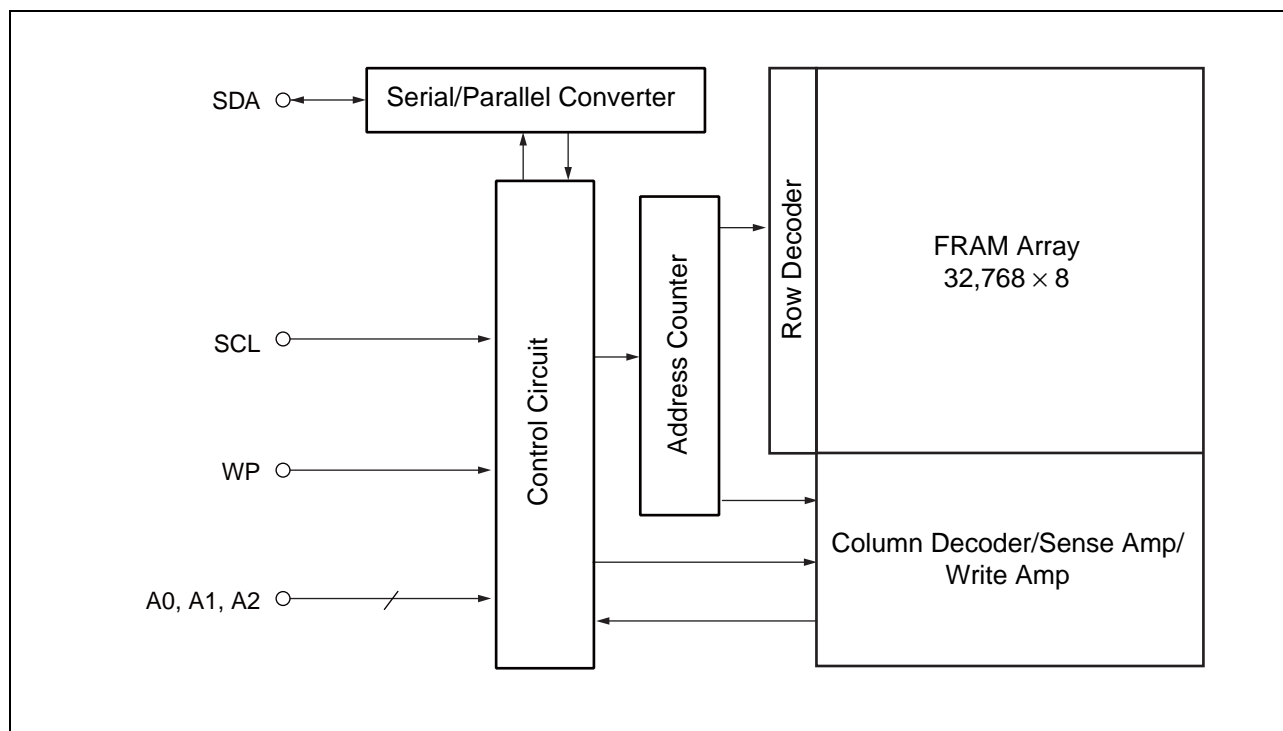 SDA
Serial/Parallel Converter
SCL
WP
A0, A1, A2
Control Circuit
Address Counter
Row Decoder
FRAM Array
32,768 × 8
Column Decoder/Sense Amp/
Write Amp